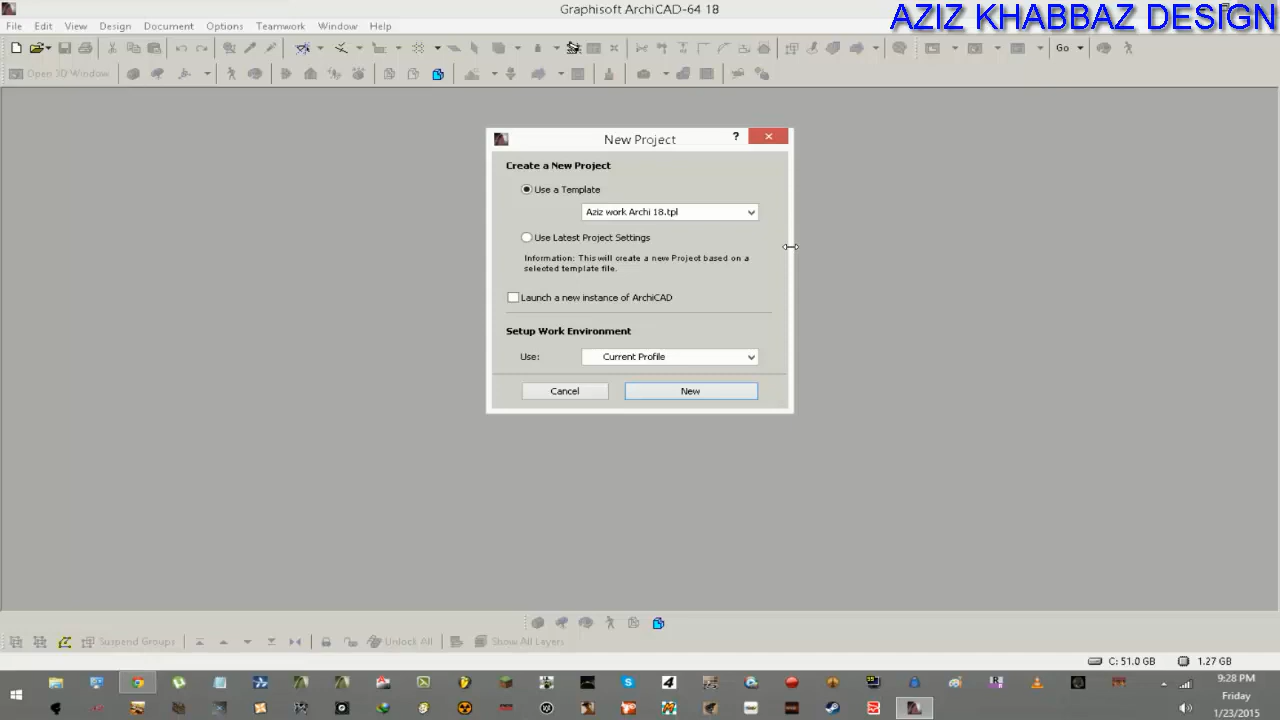 Graphisoft ArchiCAD-64 18
AZIZ KHABBAZ DESIGN
File Edit View Design Document Options Teamwork Window Help
Go
Open 3D Window
New Project
?
Create a New Project
Use a Template
Aziz work Archi 18.tpl
Use Latest Project Settings
Information: This will create a new Project based on a
selected template file.
Launch a new instance of ArchiCAD
Setup Work Environment
Use: Current Profile
Cancel New
Suspend Groups Unlock All Show All Layers
C: 51.0 GB 1.27 GB
9:28 PM
Friday
1/23/2015